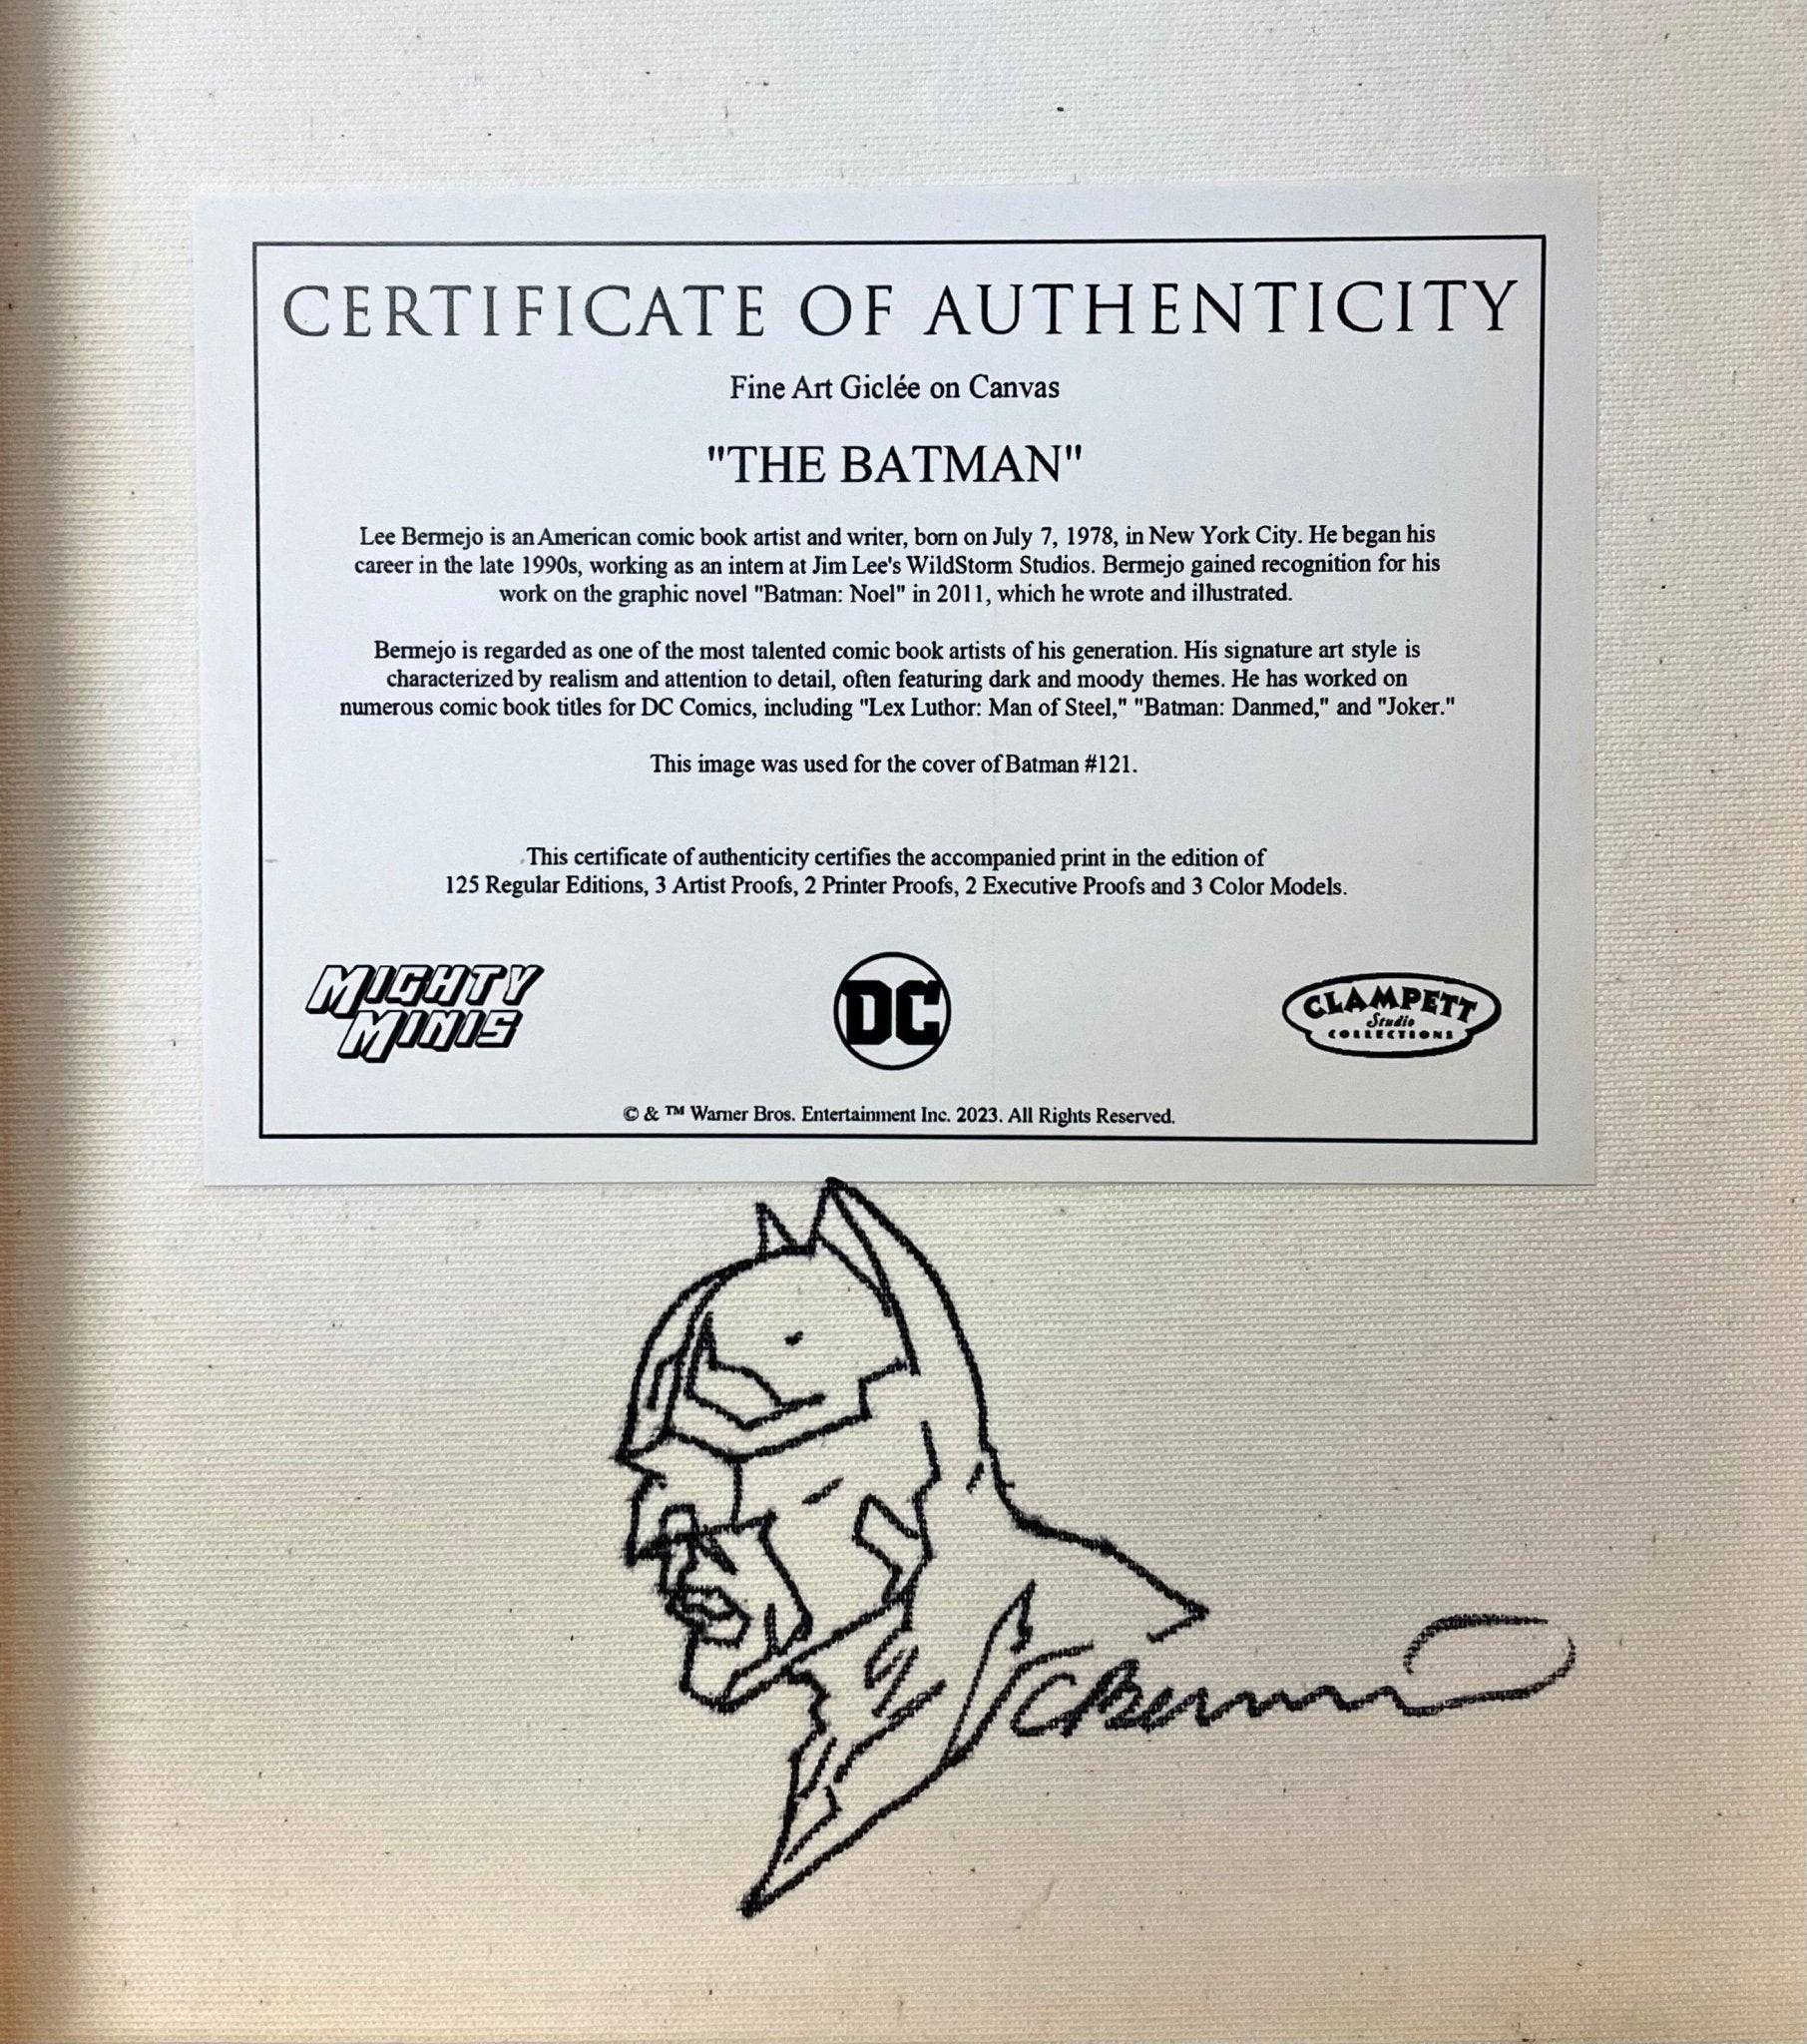 CERTIFICATE OF AUTHENTICITY
Fine Art Giclée on Canvas
"THE BATMAN"
Lee Bermejo is an American comic book artist and writer, born on July 7, 1978, in New York City. He began his
career in the late 1990s, working as an intern at Jim Lee's WildStorm Studios. Bermejo gained recognition for his
work on the graphic novel "Batman: Noel" in 2011, which he wrote and illustrated.
Bermejo is regarded as one of the most talented comic book artists of his generation. His signature art style is
characterized by realism and attention to detail, often featuring dark and moody themes. He has worked on
numerous comic book titles for DC Comics, including "Lex Luthor: Man of Steel," "Batman: Danmed," and "Joker."
This image was used for the cover of Batman #121.
This certificate of authenticity certifies the accompanied print in the edition of
125 Regular Editions, 3 Artist Proofs, 2 Printer Proofs, 2 Executive Proofs and 3 Color Models.
MIGHTY
MINIS
DC
CLAMPETT
Studio
COLLECTIONS
© & ™ Warner Bros. Entertainment Inc. 2023. All Rights Reserved.